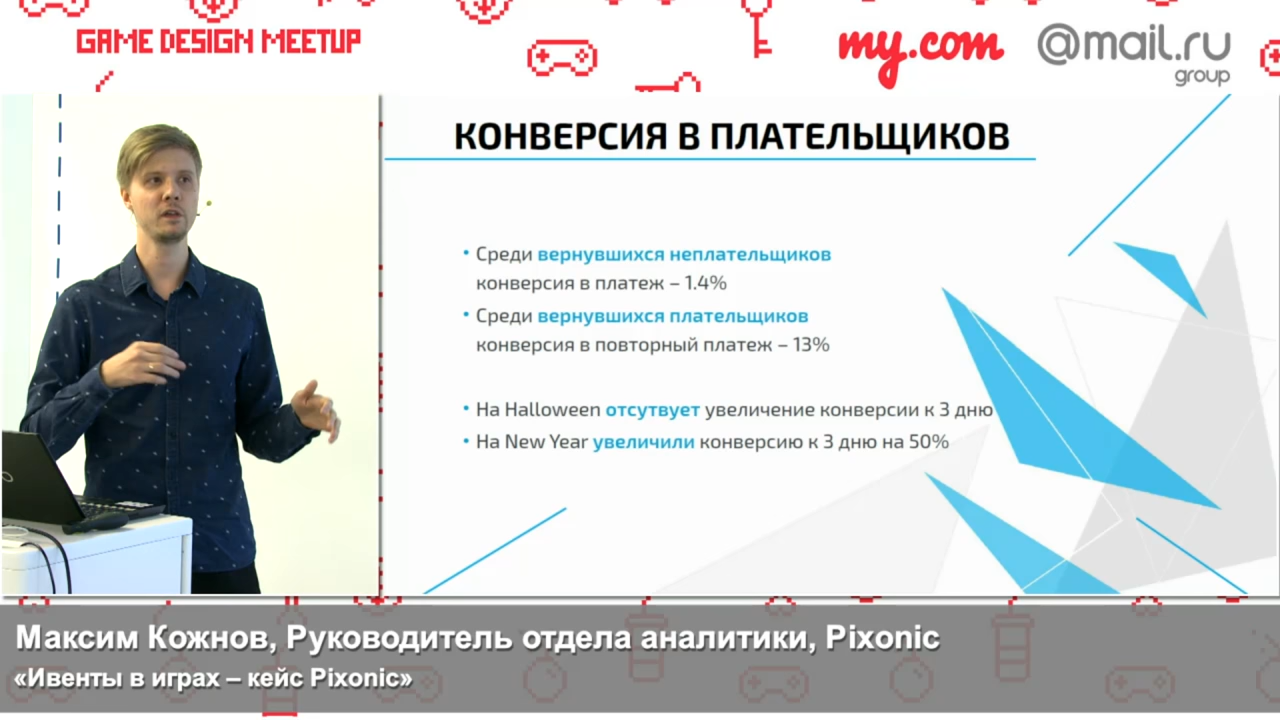 GAME DESIGN MEETUP
my.com
@mail.ru
group
КОНВЕРСИЯ В ПЛАТЕЛЬЩИКОВ
• Среди вернувшихся неплательщиков
конверсия в платеж – 1.4%
• Среди вернувшихся плательщиков
конверсия в повторный платеж – 13%
• На Halloween отсутвует увеличение конверсии к 3 дню
• На New Year увеличили конверсию к 3 дню на 50%
Максим Кожнов, Руководитель отдела аналитики, Pixonic
«Ивенты в играх – кейс Pixonic»